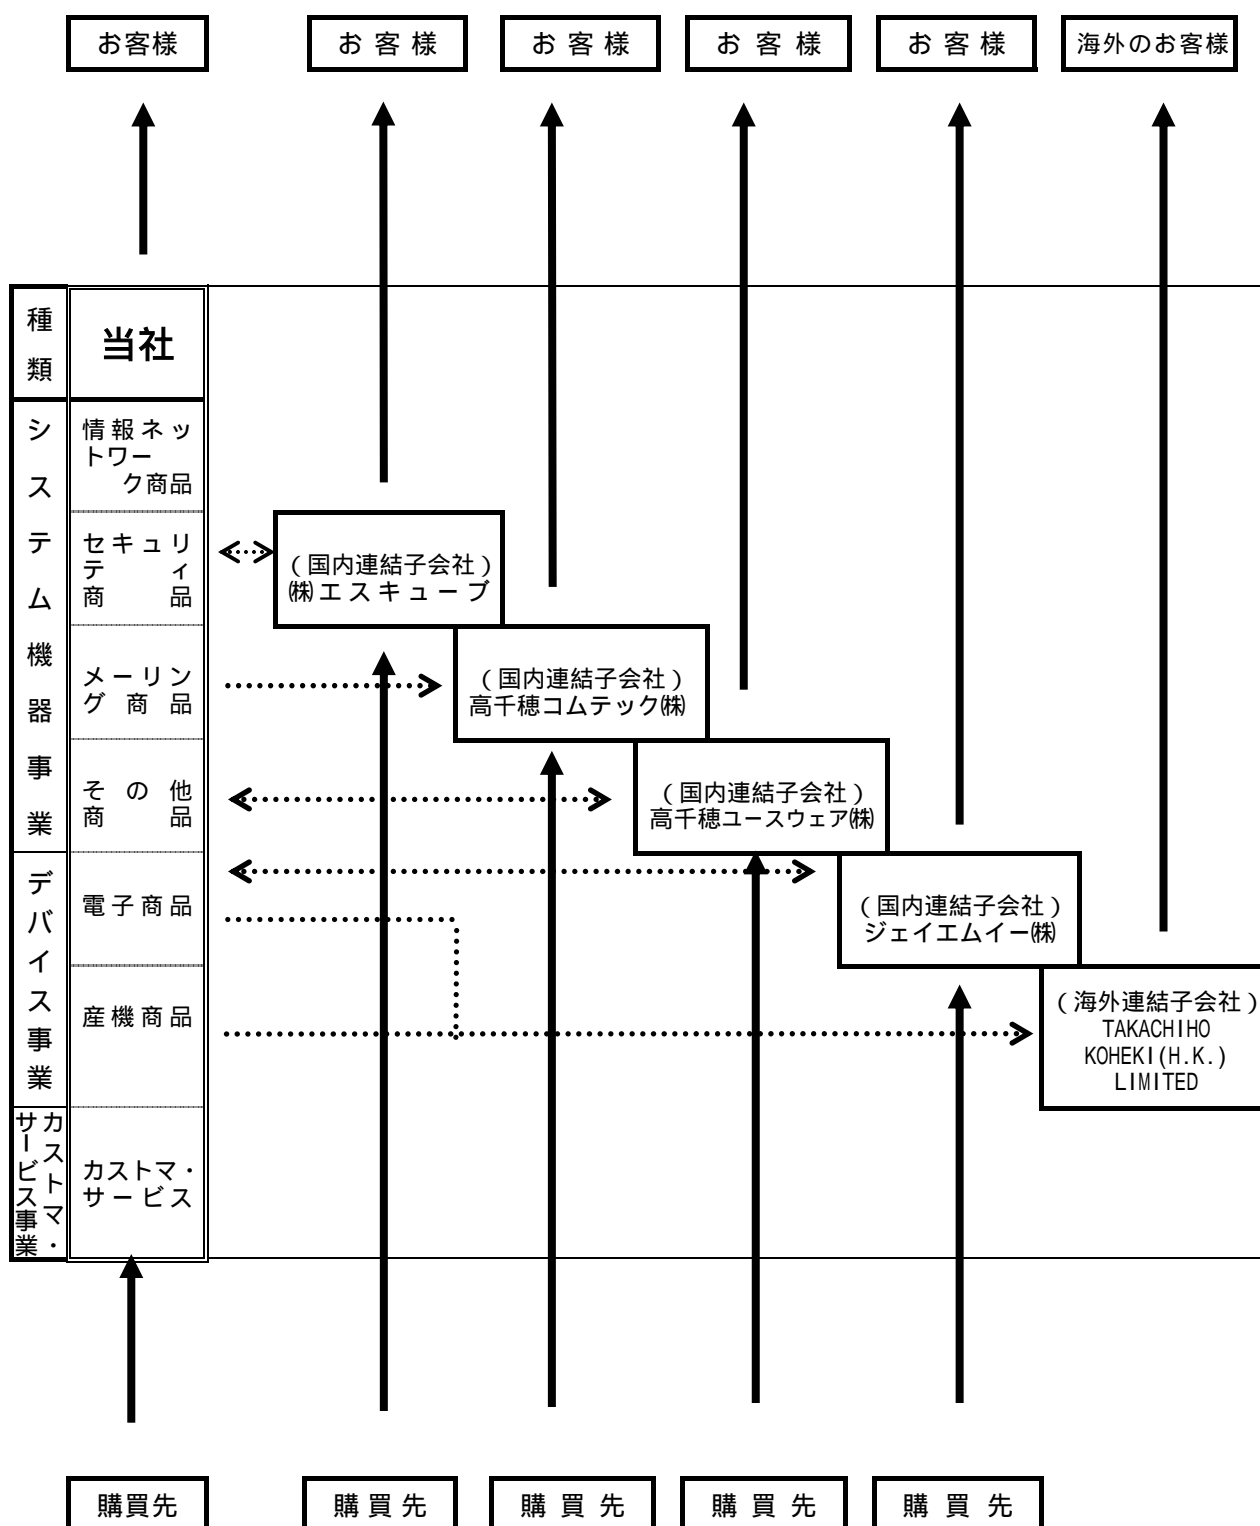 お客様
お客様
お客様
お客様
お客様
海外のお客様
種類
当社
システム機器事業
情報ネッ
トワー
ク商品
セキュリ
ティ
商品
(国内連結子会社)
㈱エスキューブ
メーリン
グ商品
(国内連結子会社)
高千穂コムテック㈱
その他
商品
(国内連結子会社)
高千穂ユースウェア㈱
デバイス事業
電子商品
(国内連結子会社)
ジェイエムイー㈱
産機商品
(海外連結子会社)
TAKACHIHO
KOHEKI(H.K.)
LIMITED
カストマ・
サービス事業
カストマ・
サービス
購買先
購買先
購買先
購買先
購買先